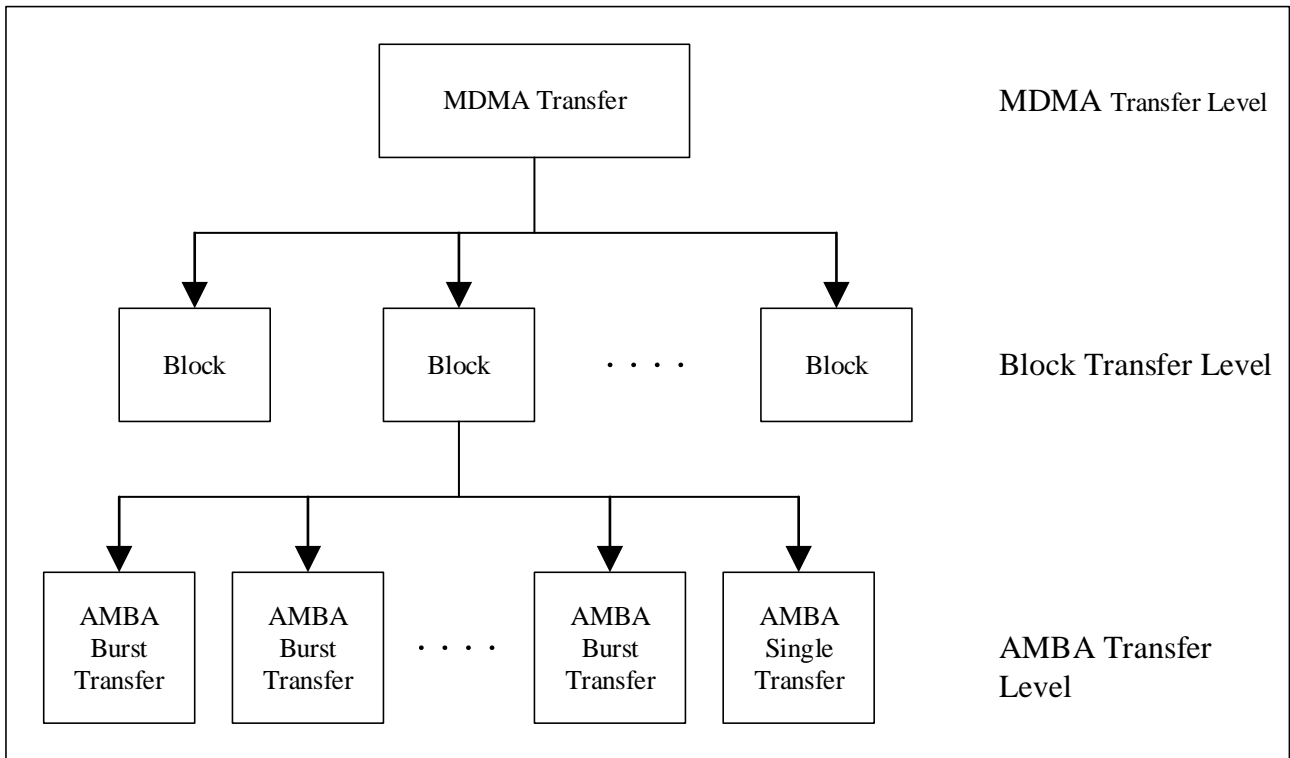 MDMA Transfer
MDMA Transfer Level
Block
Block
. . . .
Block
Block Transfer Level
AMBA
Burst
Transfer
AMBA
Burst
Transfer
. . . .
AMBA
Burst
Transfer
AMBA
Single
Transfer
AMBA Transfer
Level